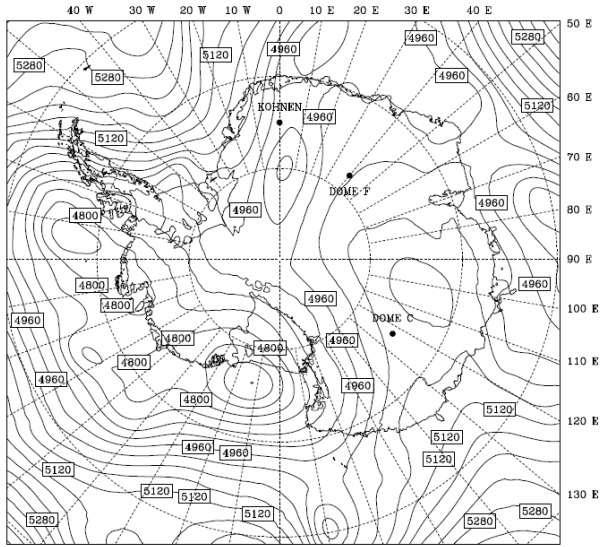 40 W 30 W 20 W 10 W 0 10 E 20 E 30 E 40 E 50 E
5120 4960 4960 5280
5280 5280 4960
5120 60 E
KOHNEN 4960
5120
70 E
DOME F
4800 4960 4960 80 E
90 E
4800 4960
4800 4960 100 E
4960 DOME C
4800 4800 4960
4800 110 E
4960 4960
4800 5120
120 E
4960 4960 5120
5120 5120
5120 5120 130 E
5120
5280 5280